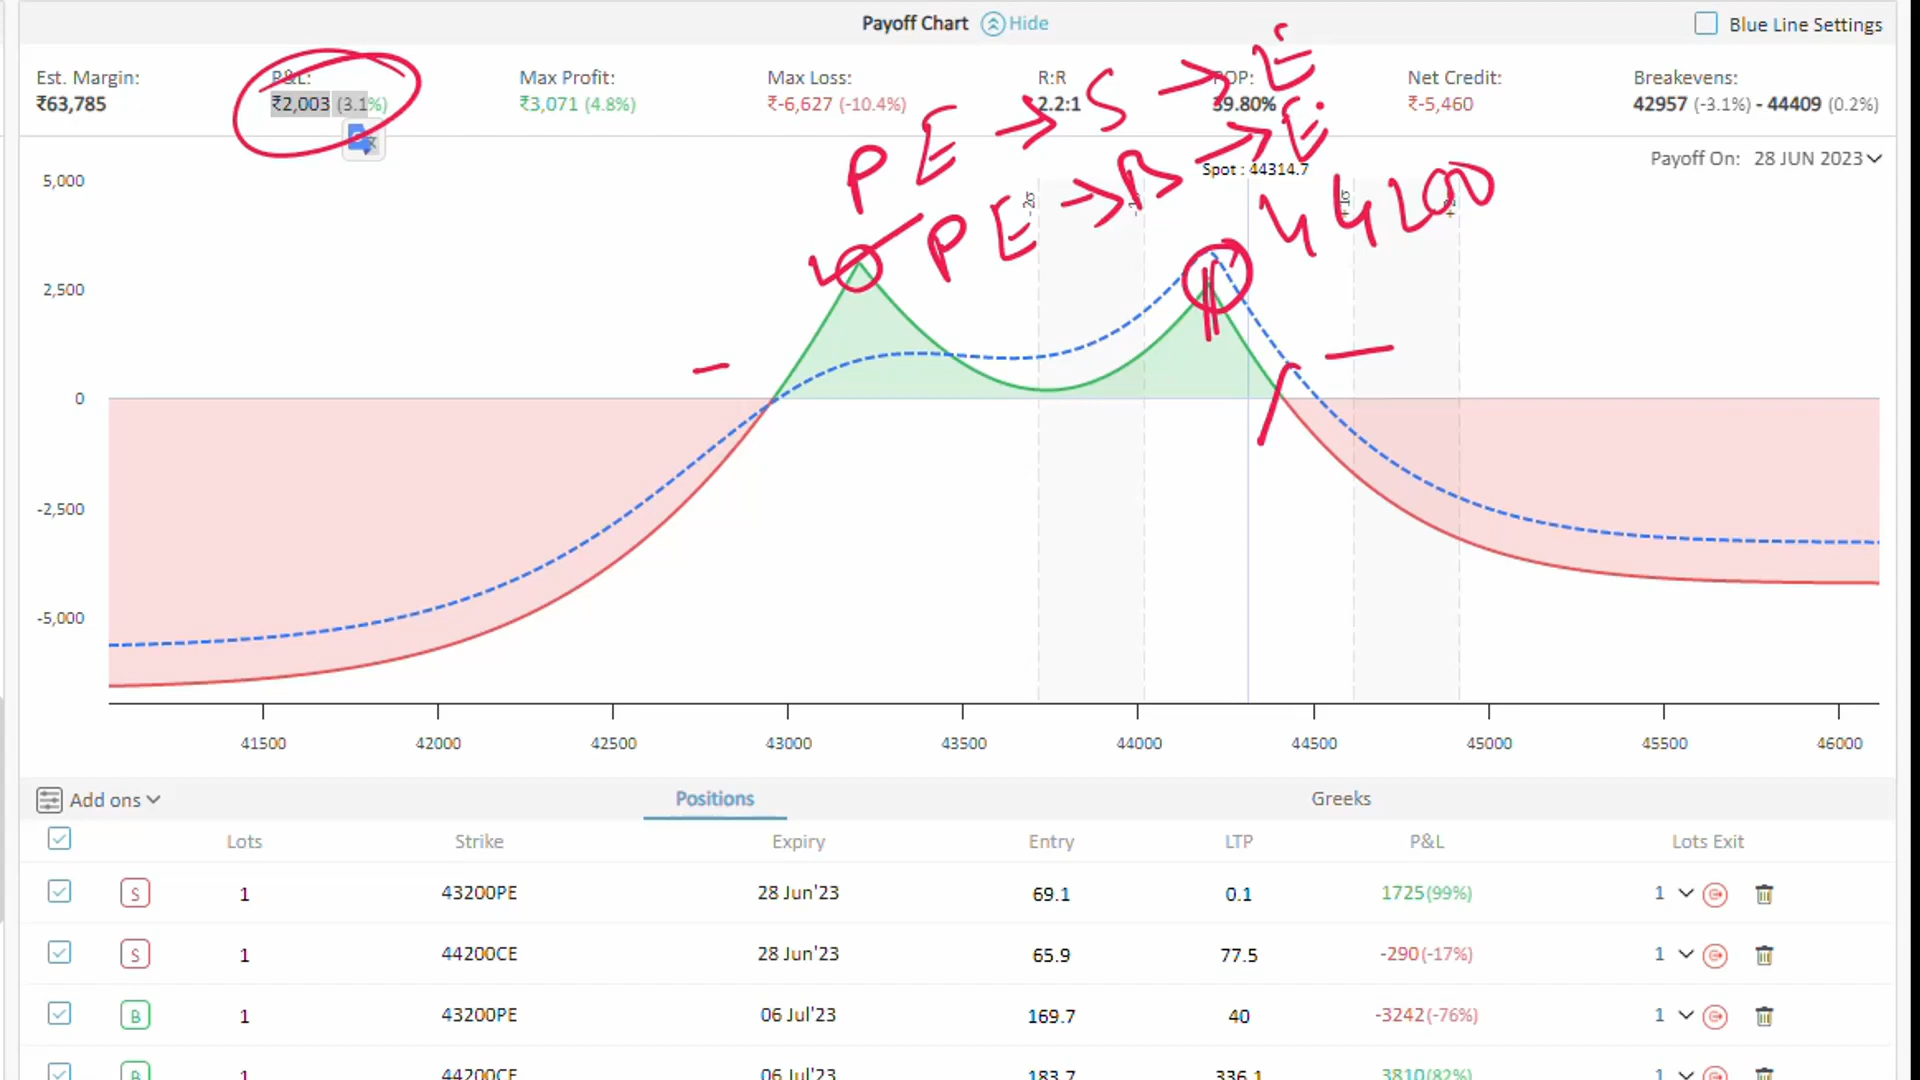 Payoff Chart Hide
Blue Line Settings
Est. Margin: P&L: Max Profit: Max Loss: R:R POP: Net Credit: Breakevens:
₹63,785 ₹2,003 (3.1%) ₹3,071 (4.8%) ₹-6,627 (-10.4%) 2.2:1 39.80% ₹-5,460 42957 (-3.1%) - 44409 (0.2%)
PE → S → E
PE → B → E
44200
Payoff On: 28 JUN 2023
Spot : 44314.7
-2σ
+1σ
5,000
2,500
0
-2,500
-5,000
41500 42000 42500 43000 43500 44000 44500 45000 45500 46000
Add ons Positions Greeks
Lots Strike Expiry Entry LTP P&L Lots Exit
S 1 43200PE 28 Jun'23 69.1 0.1 1725(99%) 1
S 1 44200CE 28 Jun'23 65.9 77.5 -290(-17%) 1
B 1 43200PE 06 Jul'23 169.7 40 -3242(-76%) 1
B 1 44200CE 06 Jul'23 183.7 336.1 3810(82%) 1